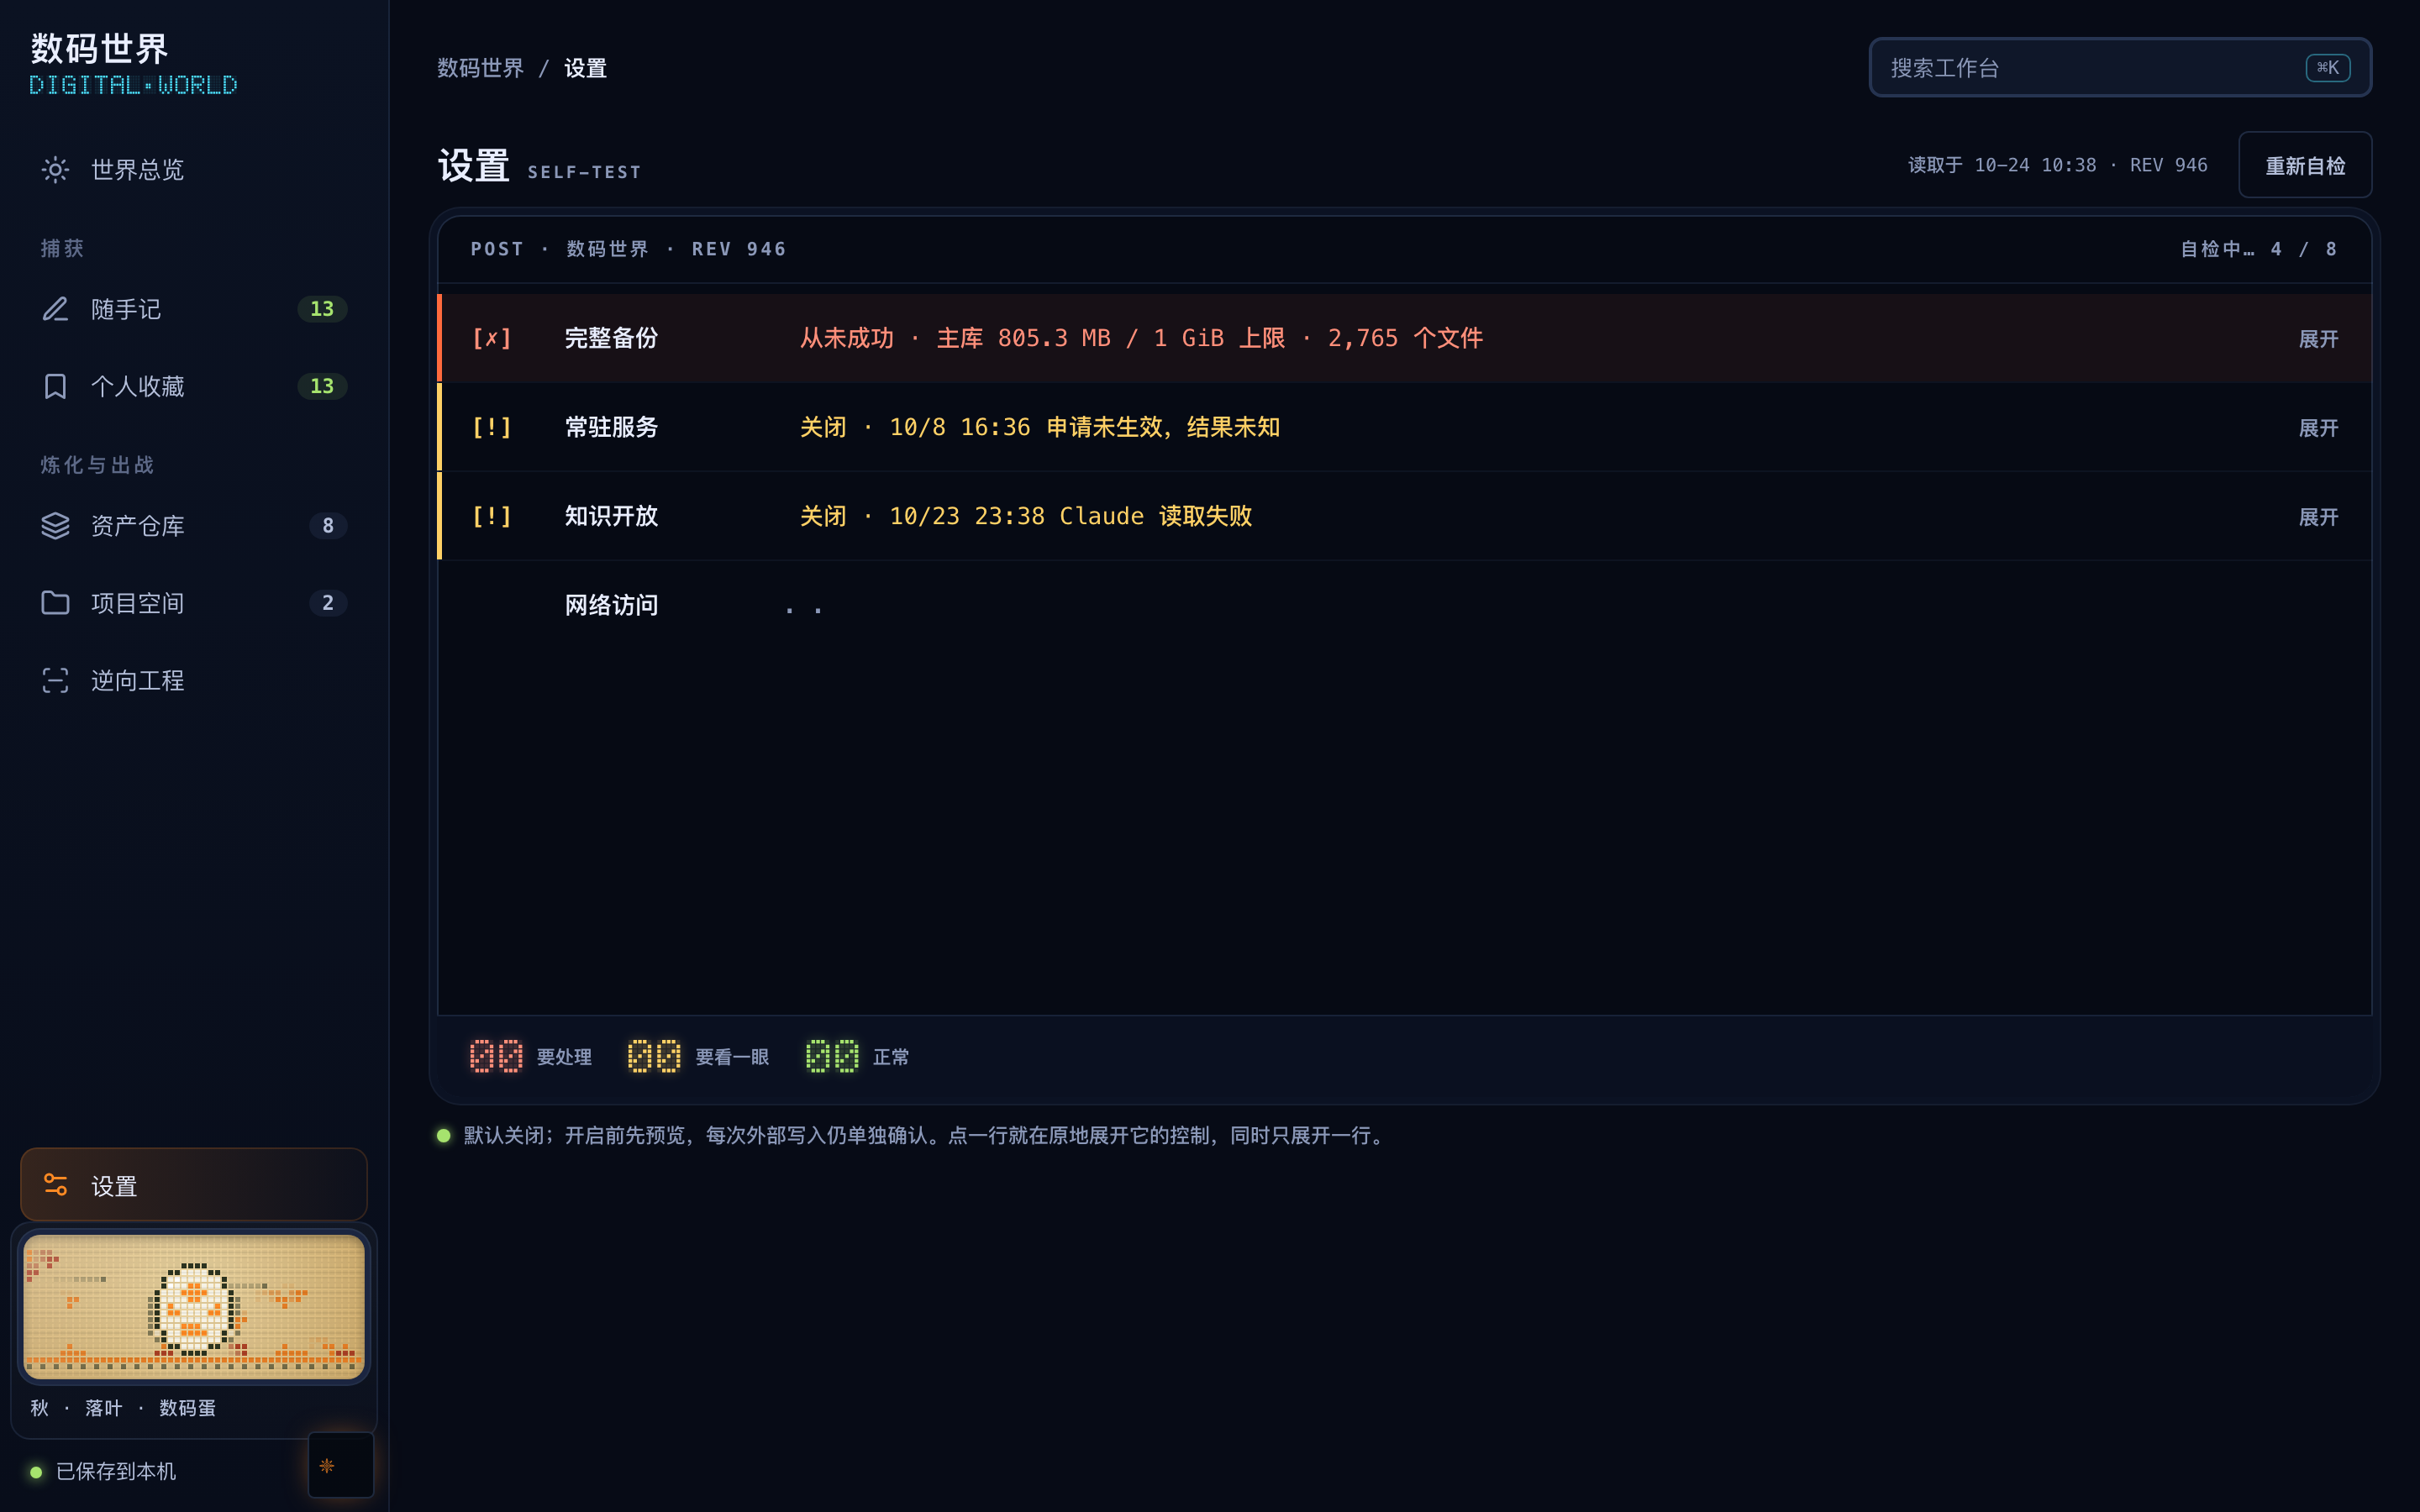 数码世界
DIGITAL·WORLD
世界总览
捕获
随手记 13
个人收藏 13
炼化与出战
资产仓库 8
项目空间 2
逆向工程
设置
秋 · 落叶 · 数码蛋
已保存到本机
数码世界 / 设置
搜索工作台 ⌘K
设置 SELF-TEST
读取于 10-24 10:38 · REV 946 重新自检
POST · 数码世界 · REV 946 自检中… 4 / 8
[✗] 完整备份 从未成功 · 主库 805.3 MB / 1 GiB 上限 · 2,765 个文件 展开
[!] 常驻服务 关闭 · 10/8 16:36 申请未生效，结果未知 展开
[!] 知识开放 关闭 · 10/23 23:38 Claude 读取失败 展开
网络访问 . .
00 要处理 00 要看一眼 00 正常
默认关闭；开启前先预览，每次外部写入仍单独确认。点一行就在原地展开它的控制，同时只展开一行。